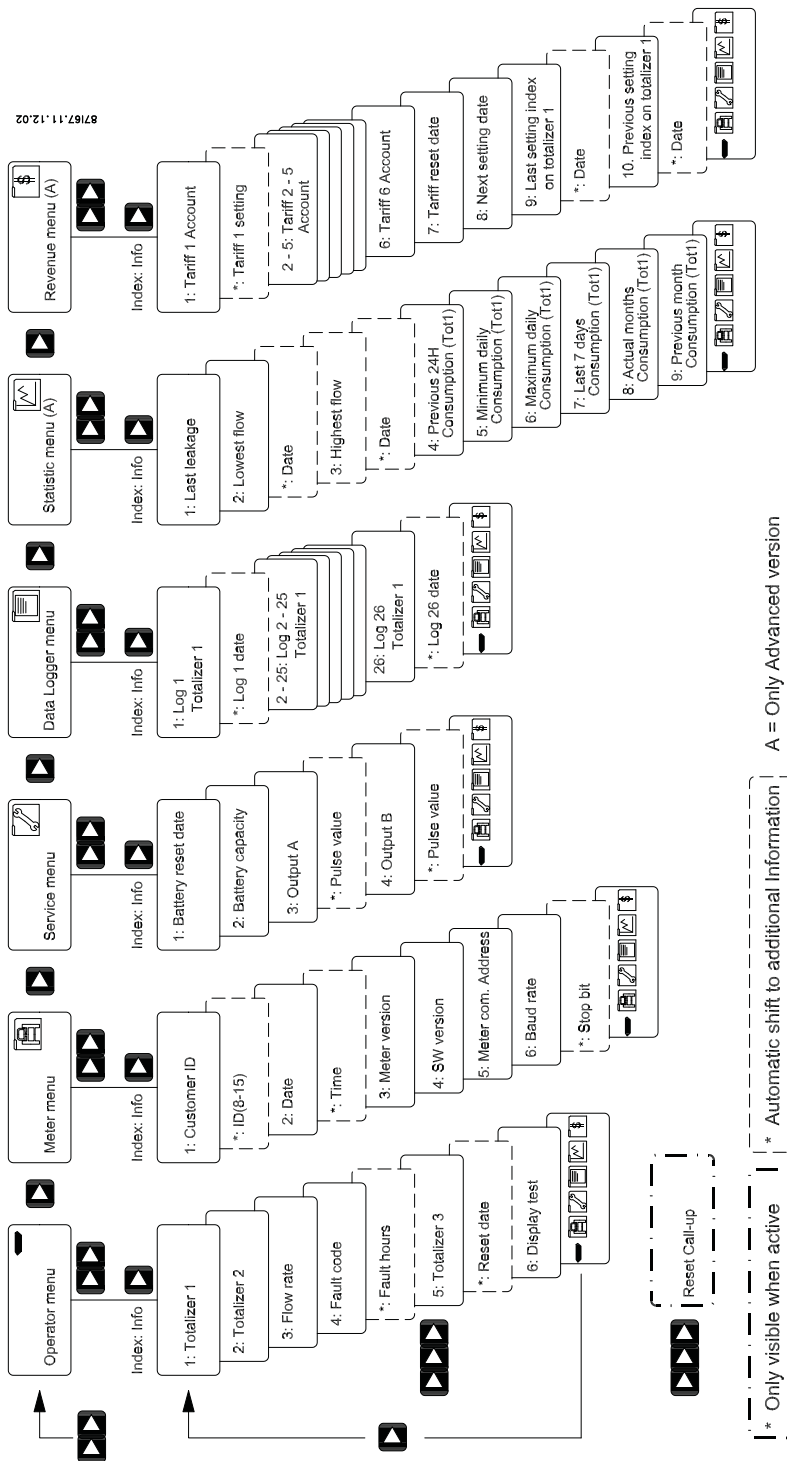 87I67.11.12.02
Operator menu
Index: Info
1: Totalizer 1
2: Totalizer 2
3: Flow rate
4: Fault code
*: Fault hours
5: Totalizer 3
*: Reset date
6: Display test
Meter menu
Index: Info
1: Customer ID
*: ID(8-15)
2: Date
*: Time
3: Meter version
4: SW version
5: Meter com. Address
6: Baud rate
*: Stop bit
Service menu
Index: Info
1: Battery reset date
2: Battery capacity
3: Output A
*: Pulse value
4: Output B
*: Pulse value
Data Logger menu
Index: Info
1: Log 1
Totalizer 1
*: Log 1 date
2 - 25: Log 2 - 25
Totalizer 1
26: Log 26
Totalizer 1
*: Log 26 date
Statistic menu (A)
Index: Info
1: Last leakage
2: Lowest flow
*: Date
3: Highest flow
*: Date
4: Previous 24H
Consumption (Tot1)
5: Minimum daily
Consumption (Tot1)
6: Maximum daily
Consumption (Tot1)
7: Last 7 days
Consumption (Tot1)
8: Actual months
Consumption (Tot1)
9: Previous month
Consumption (Tot1)
Revenue menu (A)
$
Index: Info
1: Tariff 1 Account
*: Tariff 1 setting
2 - 5: Tariff 2 - 5
Account
6: Tariff 6 Account
7: Tariff reset date
8: Next setting date
9: Last setting index
on totalizer 1
*: Date
10. Previous setting
index on totalizer 1
*: Date
Reset Call-up
* Only visible when active
* Automatic shift to additional Information
A = Only Advanced version